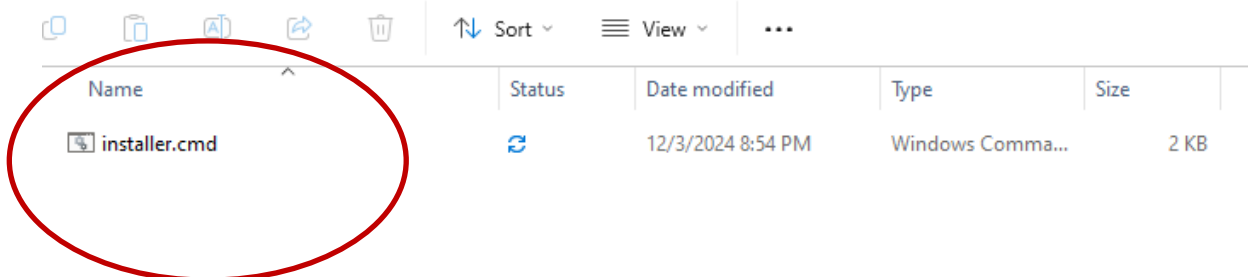 Sort View
Name Status Date modified Type Size
installer.cmd 12/3/2024 8:54 PM Windows Comma... 2 KB